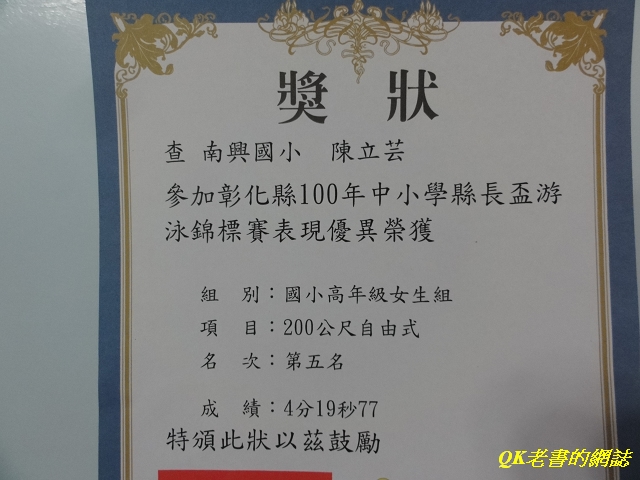 獎 狀
查 南興國小 陳立芸
參加彰化縣100年中小學縣長盃游
泳錦標賽表現優異榮獲
組 別：國小高年級女生組
項 目：200公尺自由式
名 次：第五名
成 績：4分19秒77
特頒此狀以茲鼓勵
QK老書的網誌